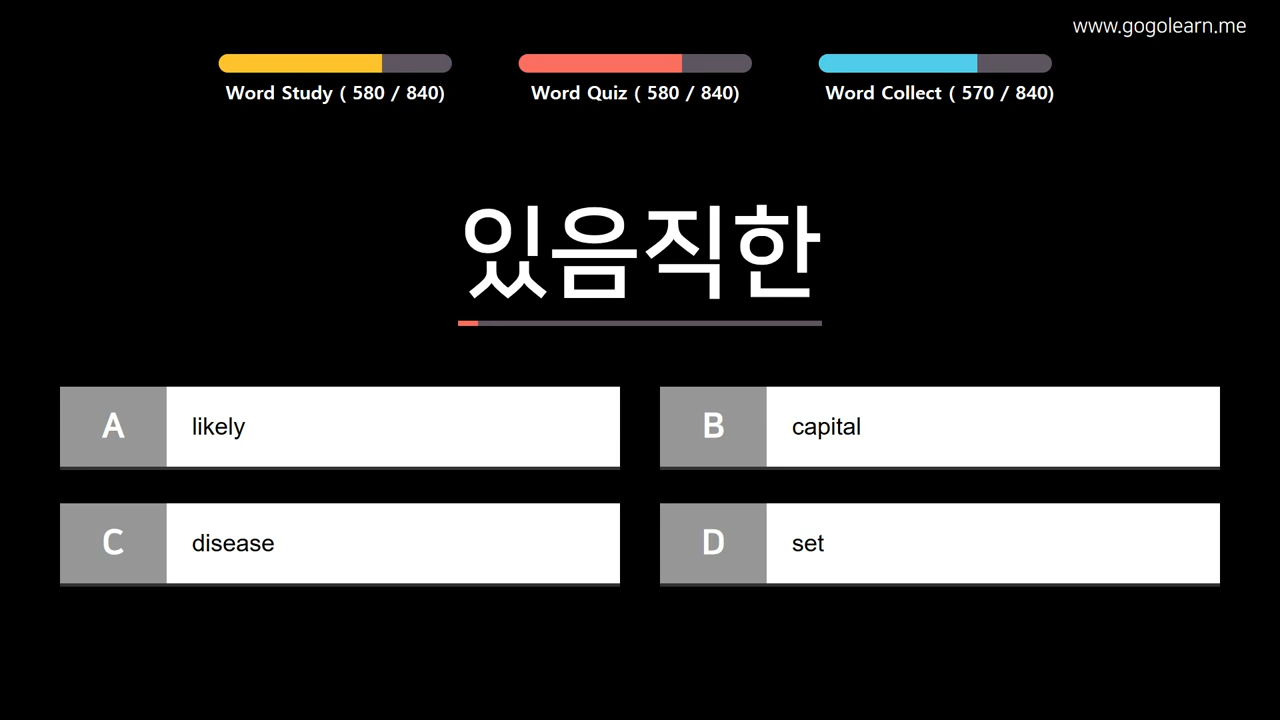 www.gogolearn.me
Word Study ( 580 / 840)
Word Quiz ( 580 / 840)
Word Collect ( 570 / 840)
있음직한
A
likely
B
capital
C
disease
D
set